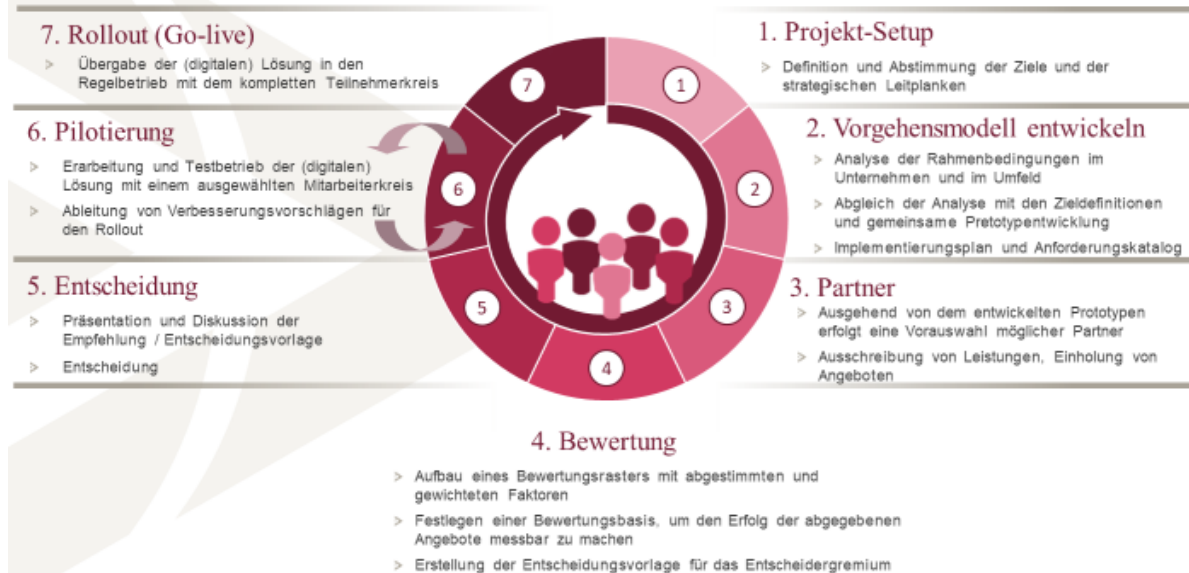 1. Projekt-Setup
> Definition und Abstimmung der Ziele und der
strategischen Leitplanken
2. Vorgehensmodell entwickeln
> Analyse der Rahmenbedingungen im
Unternehmen und im Umfeld
> Abgleich der Analyse mit den Zieldefinitionen
und gemeinsame Pretotypentwicklung
> Implementierungsplan und Anforderungskatalog
3. Partner
> Ausgehend von dem entwickelten Prototypen
erfolgt eine Vorauswahl möglicher Partner
> Ausschreibung von Leistungen, Einholung von
Angeboten
4. Bewertung
> Aufbau eines Bewertungsrasters mit abgestimmten und
gewichteten Faktoren
> Festlegen einer Bewertungsbasis, um den Erfolg der abgegebenen
Angebote messbar zu machen
> Erstellung der Entscheidungsvorlage für das Entscheidergremium
5. Entscheidung
> Präsentation und Diskussion der
Empfehlung / Entscheidungsvorlage
> Entscheidung
6. Pilotierung
> Erarbeitung und Testbetrieb der (digitalen)
Lösung mit einem ausgewählten Mitarbeiterkreis
> Ableitung von Verbesserungsvorschlägen für
den Rollout
7. Rollout (Go-live)
> Übergabe der (digitalen) Lösung in den
Regelbetrieb mit dem kompletten Teilnehmerkreis
1
2
3
4
5
6
7